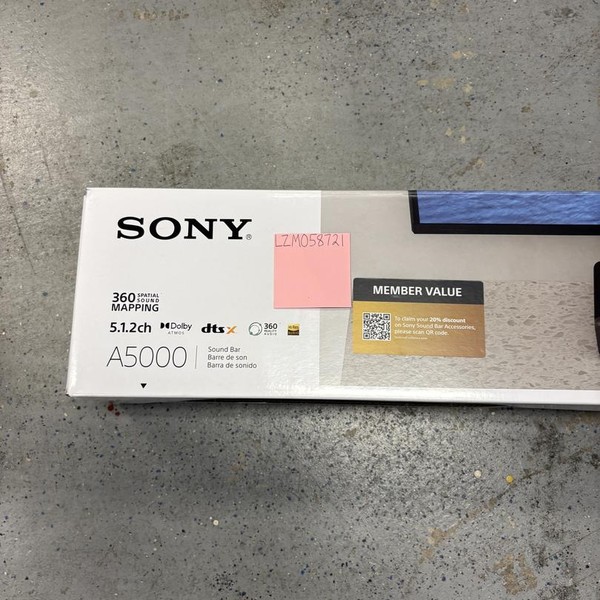 SONY®
LZM058721
360 SPATIAL SOUND MAPPING
5.1.2ch Dolby ATMOS dts X 360
A5000
Sound Bar
Barre de son
Barra de sonido
MEMBER VALUE
To claim your 20% discount
on Sony Sound Bar Accessories,
please scan QR code.